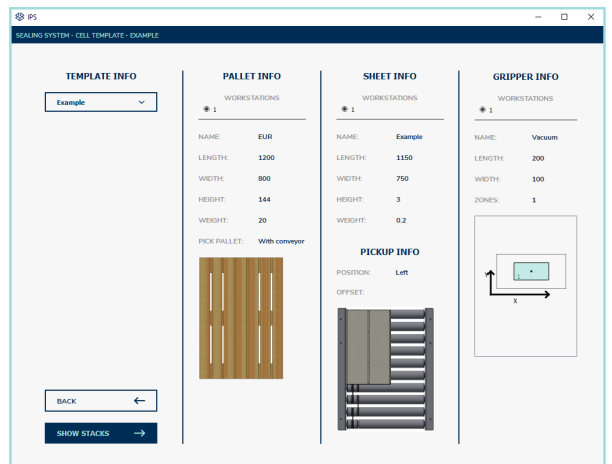 IPS
SEALING SYSTEM - CELL TEMPLATE - EXAMPLE
TEMPLATE INFO
Example
BACK
SHOW STACKS
PALLET INFO
WORKSTATIONS
1
NAME: EUR
LENGTH: 1200
WIDTH: 800
HEIGHT: 144
WEIGHT: 20
PICK PALLET: With conveyor
SHEET INFO
WORKSTATIONS
1
NAME: Example
LENGTH: 1150
WIDTH: 750
HEIGHT: 3
WEIGHT: 0.2
PICKUP INFO
POSITION: Left
OFFSET:
GRIPPER INFO
WORKSTATIONS
1
NAME: Vacuum
LENGTH: 200
WIDTH: 100
ZONES: 1
Y
1
X